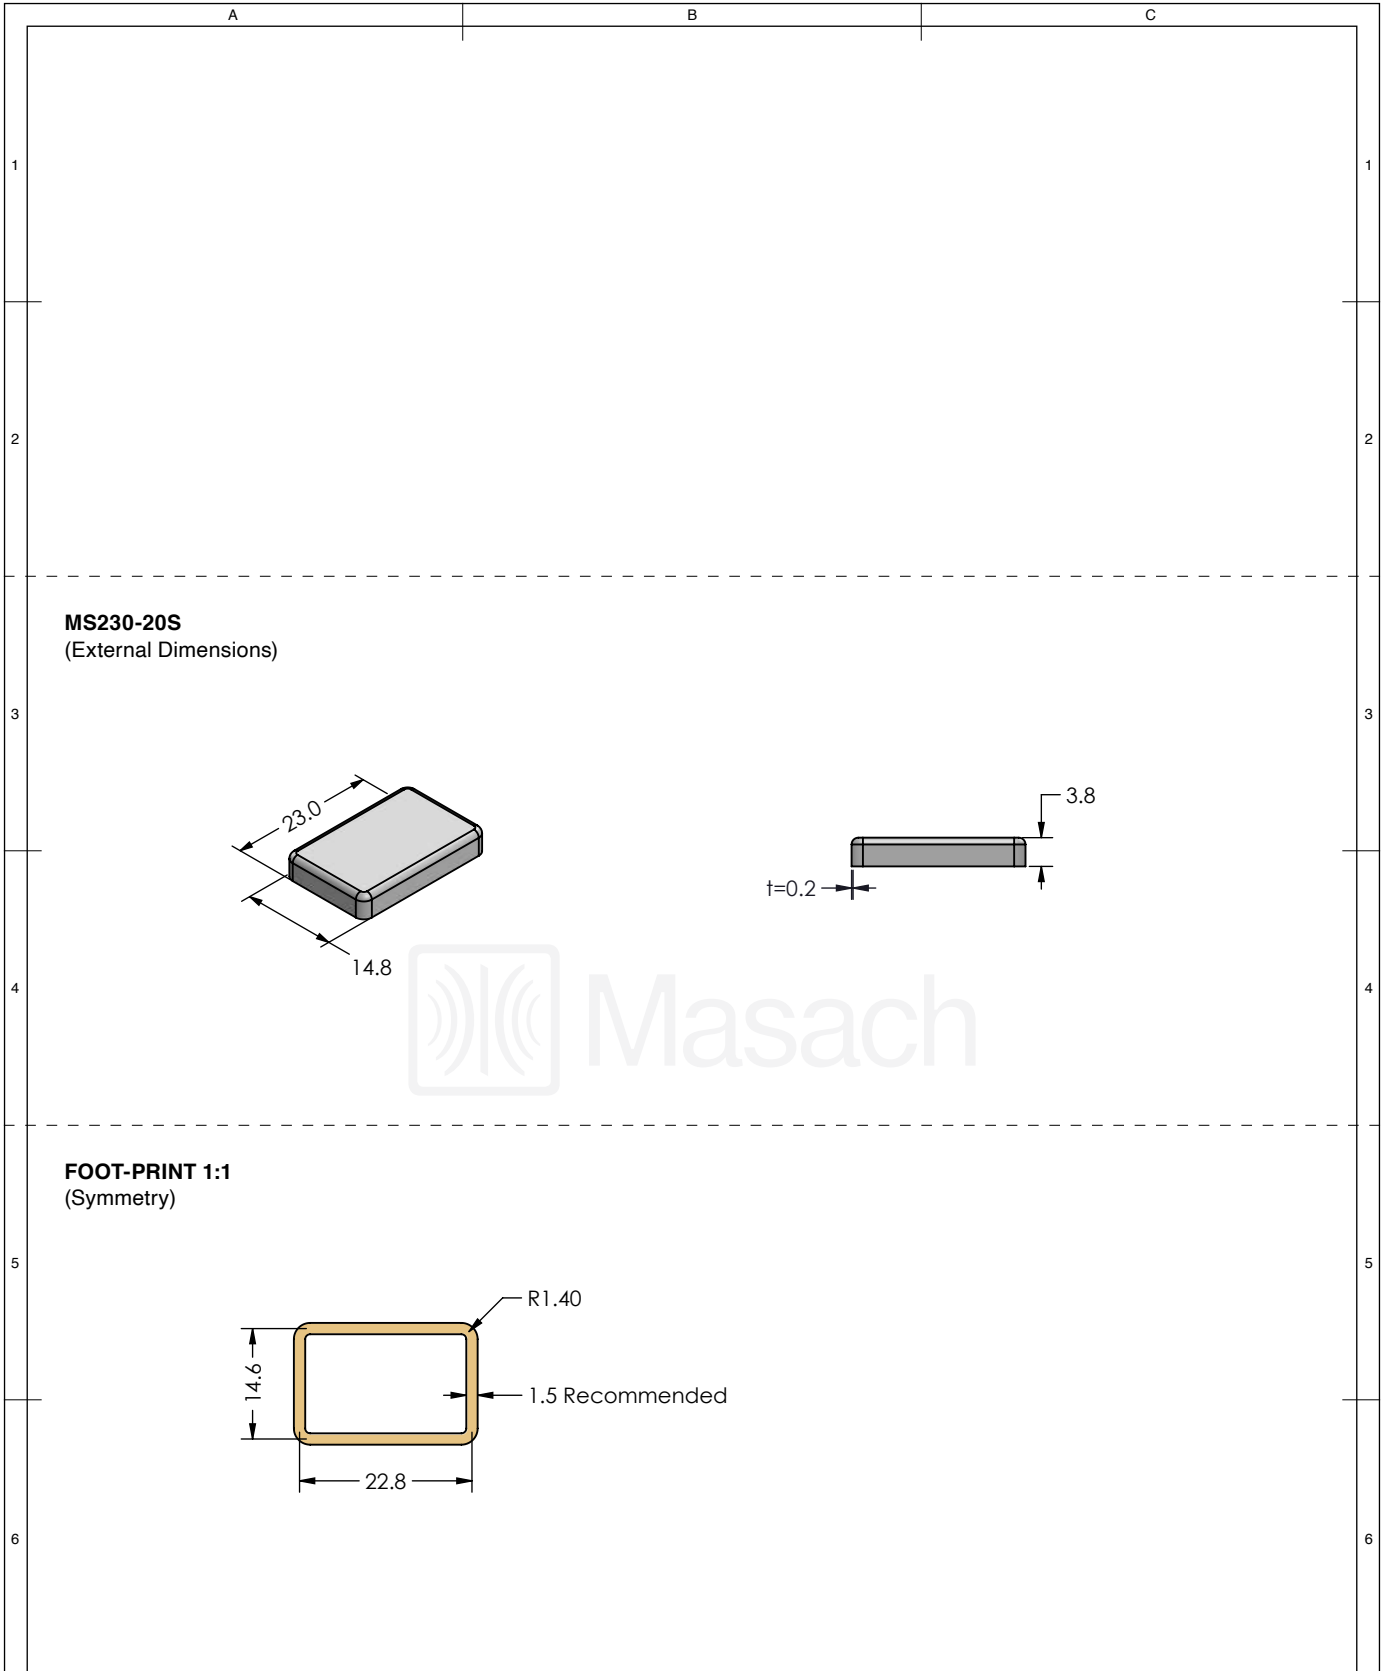 A B C
1 1
2 2
MS230-20S
(External Dimensions)
3 3
23.0
3.8
t=0.2
14.8
4 4
Masach
FOOT-PRINT 1:1
(Symmetry)
5 5
R1.40
14.6
1.5 Recommended
22.8
6 6